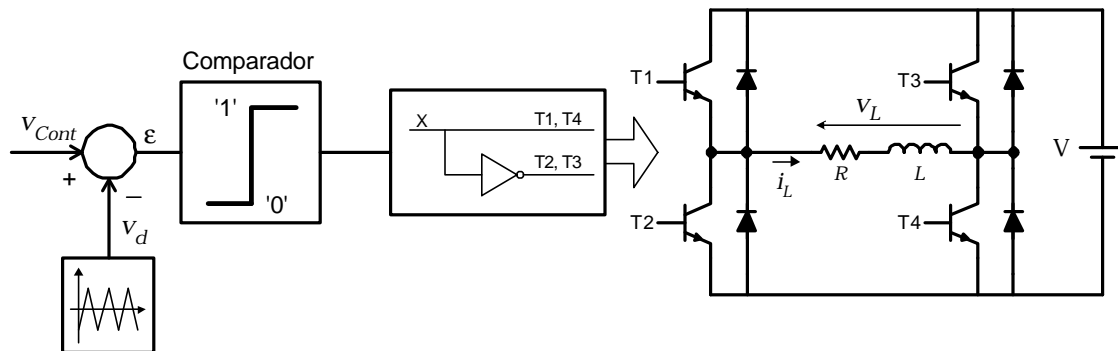 Comparador
v_Cont
+
−
ε
v_d
'1'
'0'
X
T1, T4
T2, T3
T1
T2
T3
T4
v_L
i_L
R
L
V